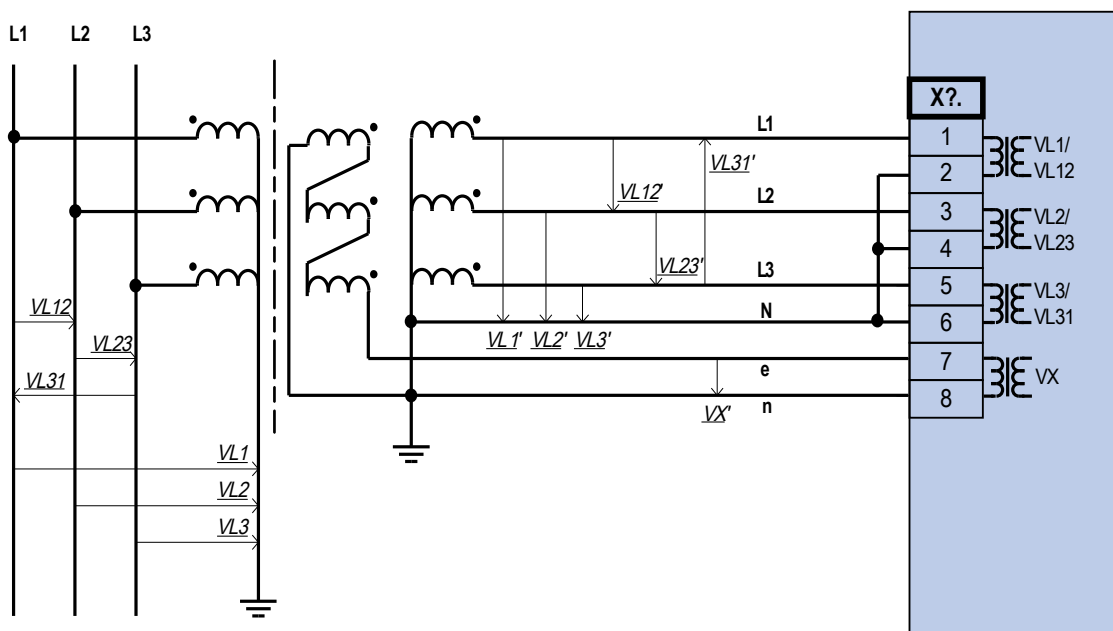 L1 L2 L3
X?.
L1 1 VL1/
VL31'
2 VL12
VL12'
L2 3 VL2/
4 VL23
VL23'
L3 5 VL3/
VL12 N 6 VL31
VL1' VL2' VL3'
VL23
7
e VX
VL31
n 8
VX'
VL1
VL2
VL3